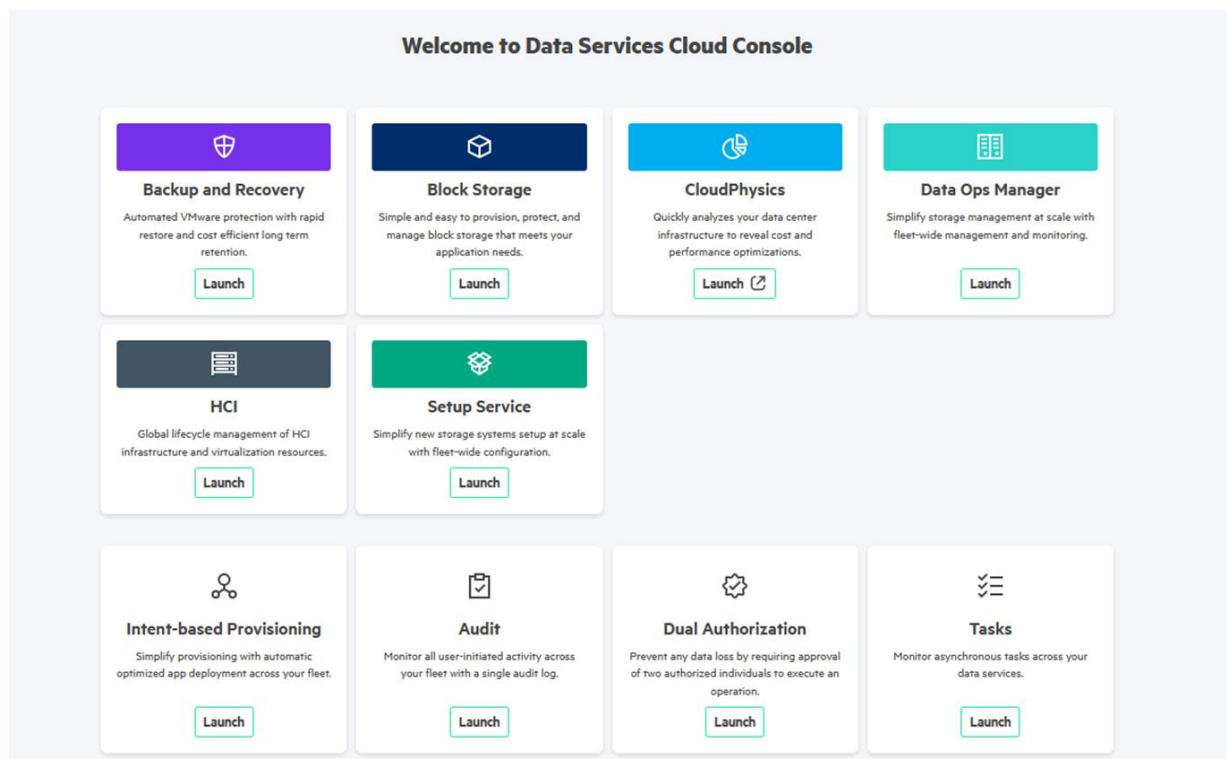 Welcome to Data Services Cloud Console
Backup and Recovery
Automated VMware protection with rapid
restore and cost efficient long term
retention.
Launch
Block Storage
Simple and easy to provision, protect, and
manage block storage that meets your
application needs.
Launch
CloudPhysics
Quickly analyzes your data center
infrastructure to reveal cost and
performance optimizations.
Launch
Data Ops Manager
Simplify storage management at scale with
fleet-wide management and monitoring.
Launch
HCI
Global lifecycle management of HCI
infrastructure and virtualization resources.
Launch
Setup Service
Simplify new storage systems setup at scale
with fleet-wide configuration.
Launch
Intent-based Provisioning
Simplify provisioning with automatic
optimized app deployment across your fleet.
Launch
Audit
Monitor all user-initiated activity across
your fleet with a single audit log.
Launch
Dual Authorization
Prevent any data loss by requiring approval
of two authorized individuals to execute an
operation.
Launch
Tasks
Monitor asynchronous tasks across your
data services.
Launch